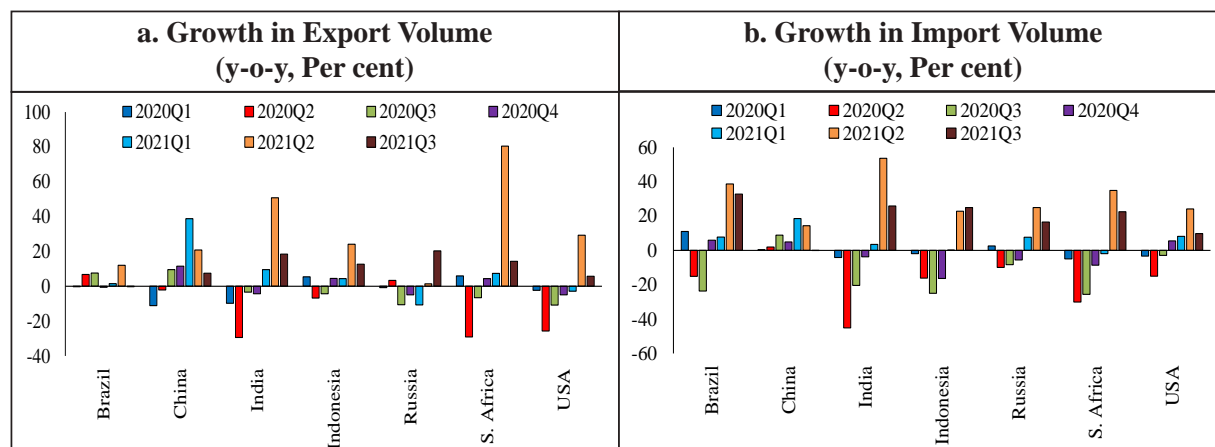 a. Growth in Export Volume
(y-o-y, Per cent)
100
80
60
40
20
0
-20
-40
2020Q1 2020Q2 2020Q3 2020Q4
2021Q1 2021Q2 2021Q3
Brazil
China
India
Indonesia
Russia
S. Africa
USA
b. Growth in Import Volume
(y-o-y, Per cent)
2020Q1 2020Q2 2020Q3 2020Q4
2021Q1 2021Q2 2021Q3
60
40
20
0
-20
-40
-60
Brazil
China
India
Indonesia
Russia
S. Africa
USA